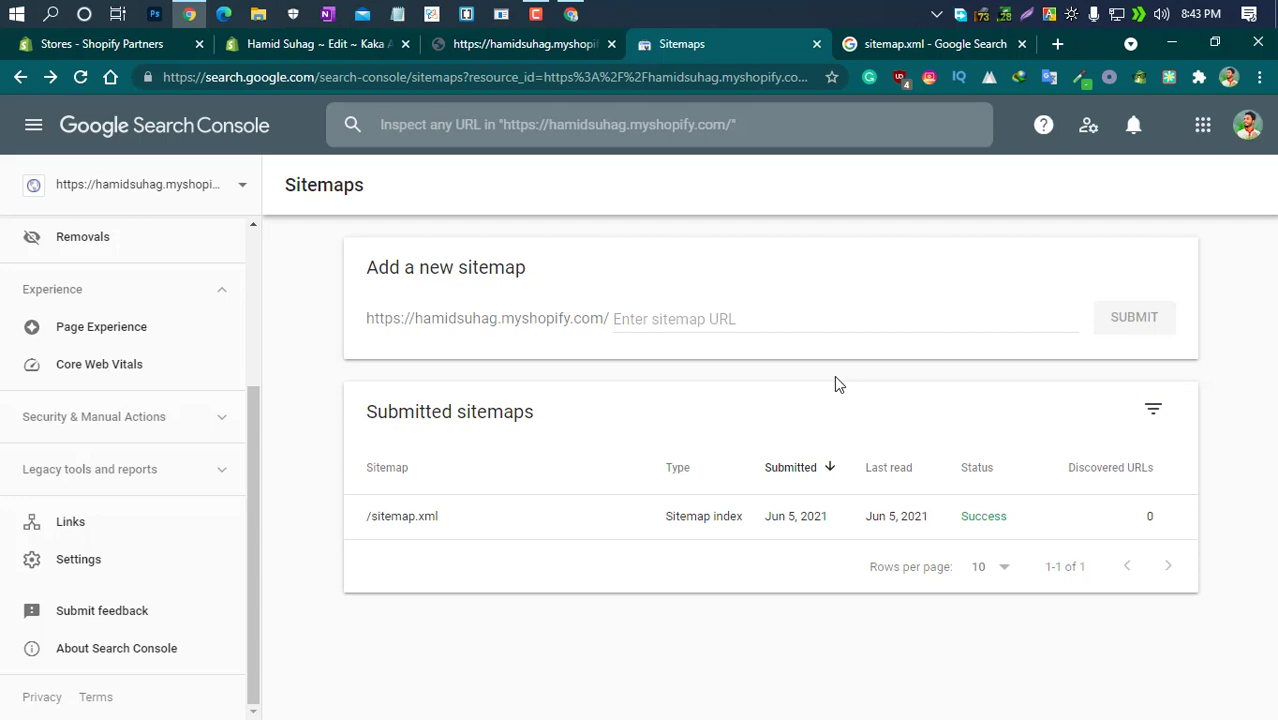 8:43 PM
Stores - Shopify Partners
Hamid Suhag ~ Edit ~ Kaka A
https://hamidsuhag.myshopif
Sitemaps
sitemap.xml - Google Search
https://search.google.com/search-console/sitemaps?resource_id=https%3A%2F%2Fhamidsuhag.myshopify.co...
Google Search Console
Inspect any URL in "https://hamidsuhag.myshopify.com/"
https://hamidsuhag.myshopi...
Sitemaps
Removals
Experience
Page Experience
Core Web Vitals
Security & Manual Actions
Legacy tools and reports
Links
Settings
Submit feedback
About Search Console
Privacy Terms
Add a new sitemap
https://hamidsuhag.myshopify.com/ Enter sitemap URL
SUBMIT
Submitted sitemaps
Sitemap Type Submitted Last read Status Discovered URLs
/sitemap.xml Sitemap index Jun 5, 2021 Jun 5, 2021 Success 0
Rows per page: 10 1-1 of 1